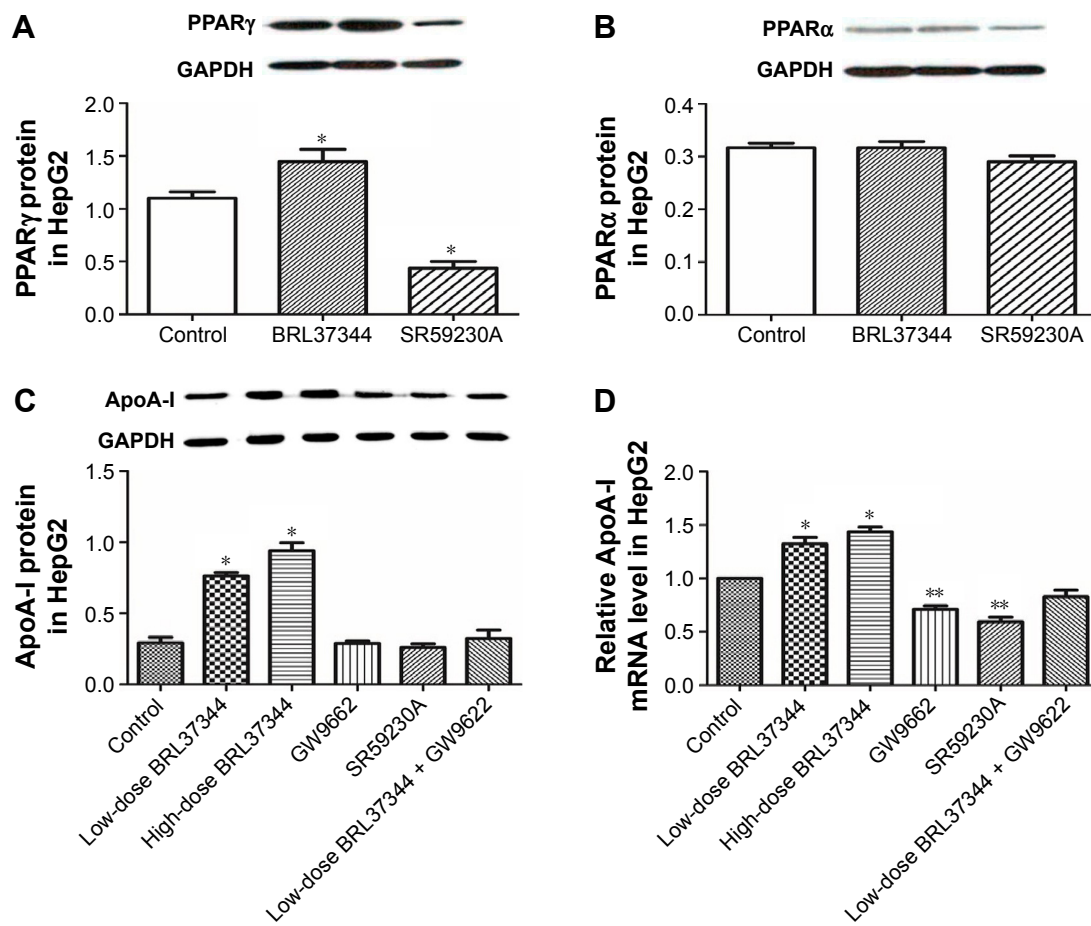 A
PPARγ
GAPDH
PPARγ protein
in HepG2
2.0
1.5
1.0
0.5
0.0
*
*
Control
BRL37344
SR59230A
B
PPARα
GAPDH
PPARα protein
in HepG2
0.4
0.3
0.2
0.1
0.0
Control
BRL37344
SR59230A
C
ApoA-I
GAPDH
ApoA-I protein
in HepG2
1.5
1.0
0.5
0.0
*
*
Control
Low-dose BRL37344
High-dose BRL37344
GW9662
SR59230A
Low-dose BRL37344 + GW9622
D
Relative ApoA-I
mRNA level in HepG2
2.0
1.5
1.0
0.5
0.0
*
*
**
**
Control
Low-dose BRL37344
High-dose BRL37344
GW9662
SR59230A
Low-dose BRL37344 + GW9622